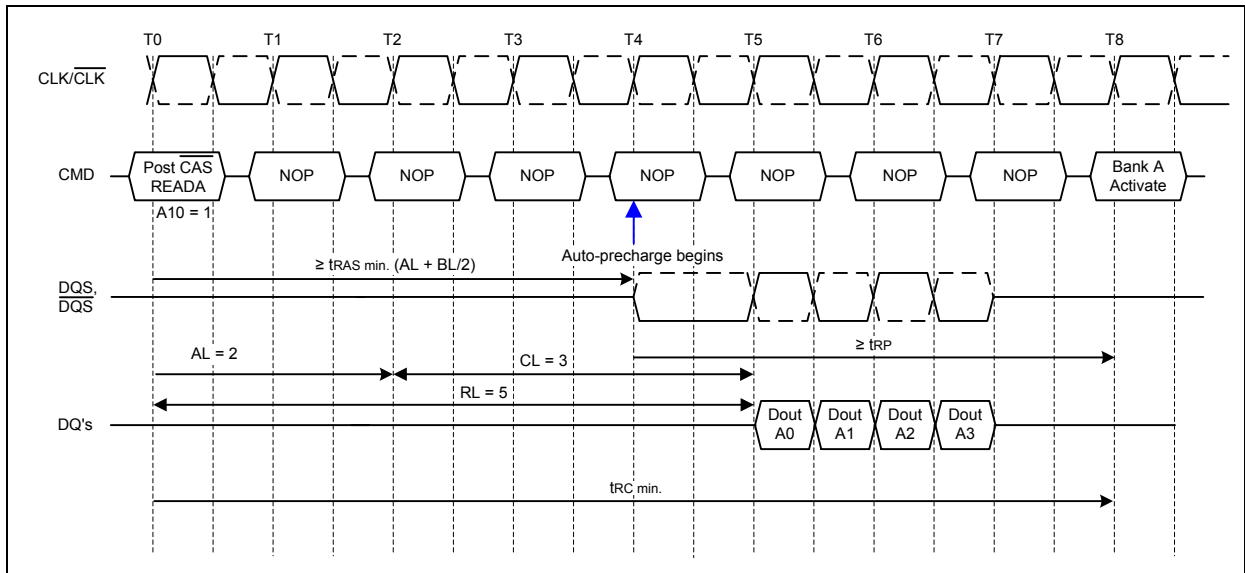 T0 T1 T2 T3 T4 T5 T6 T7 T8
CLK/CLK
CMD
Post CAS
READA
NOP NOP NOP NOP NOP NOP NOP
Bank A
Activate
A10 = 1
Auto-precharge begins
≥ tRAS min. (AL + BL/2)
DQS,
DQS
≥ tRP
AL = 2
CL = 3
RL = 5
DQ's
Dout
A0
Dout
A1
Dout
A2
Dout
A3
tRC min.